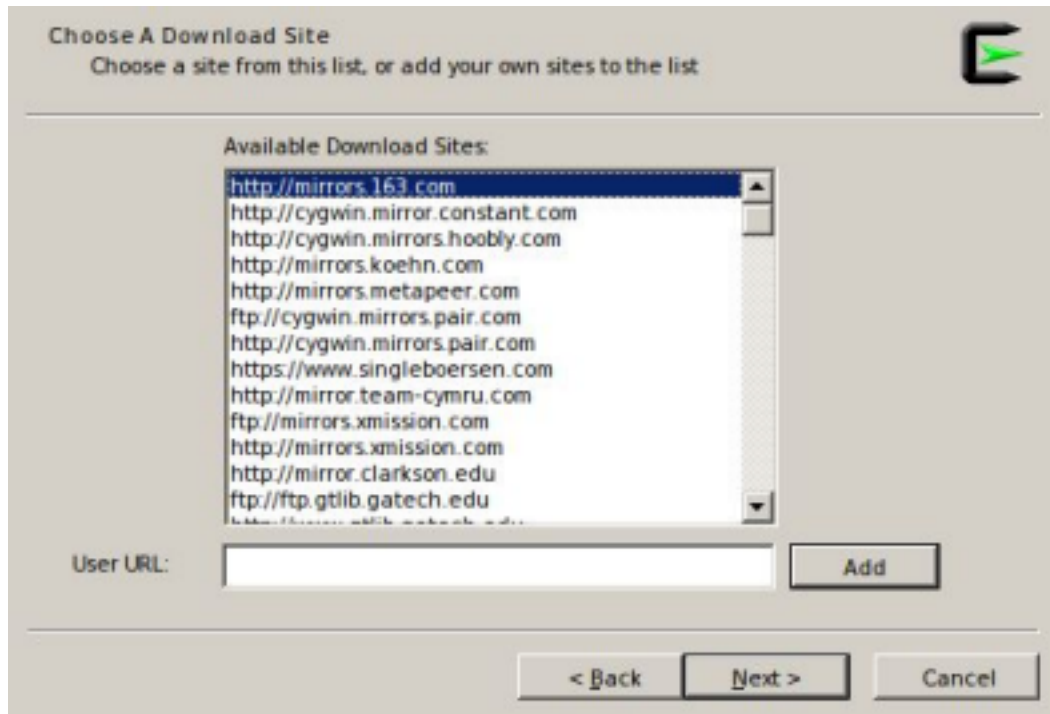 Choose A Download Site
Choose a site from this list, or add your own sites to the list
Available Download Sites:
http://mirrors.163.com
http://cygwin.mirror.constant.com
http://cygwin.mirrors.hoobly.com
http://mirrors.koehn.com
http://mirrors.metapeer.com
ftp://cygwin.mirrors.pair.com
http://cygwin.mirrors.pair.com
https://www.singleboersen.com
http://mirror.team-cymru.com
ftp://mirrors.xmission.com
http://mirrors.xmission.com
http://mirror.clarkson.edu
ftp://ftp.gtlib.gatech.edu
User URL:
Add
< Back
Next >
Cancel